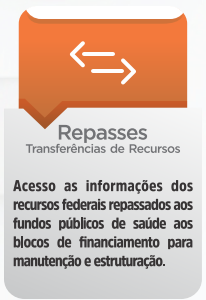 Repasses
Transferências de Recursos
Acesso as informações dos
recursos federais repassados aos
fundos públicos de saúde aos
blocos de financiamento para
manutenção e estruturação.